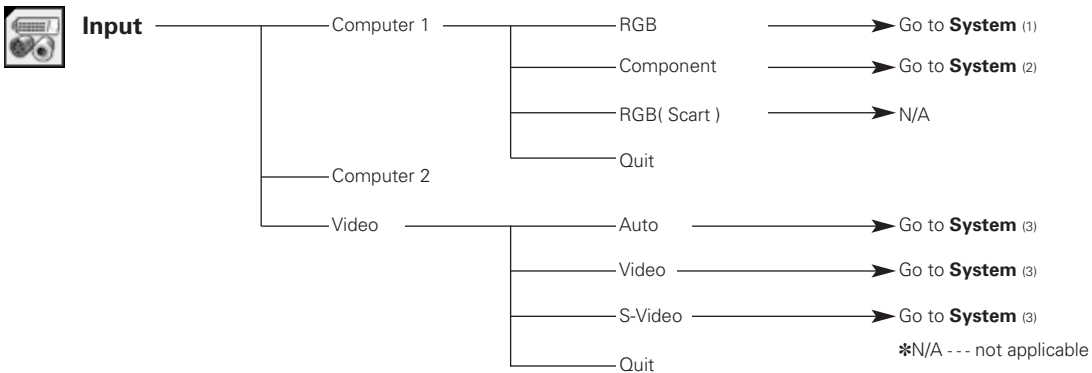 Input
Computer 1
RGB
Go to System (1)
Component
Go to System (2)
RGB( Scart )
N/A
Quit
Computer 2
Video
Auto
Go to System (3)
Video
Go to System (3)
S-Video
Go to System (3)
Quit
✽N/A - - - not applicable